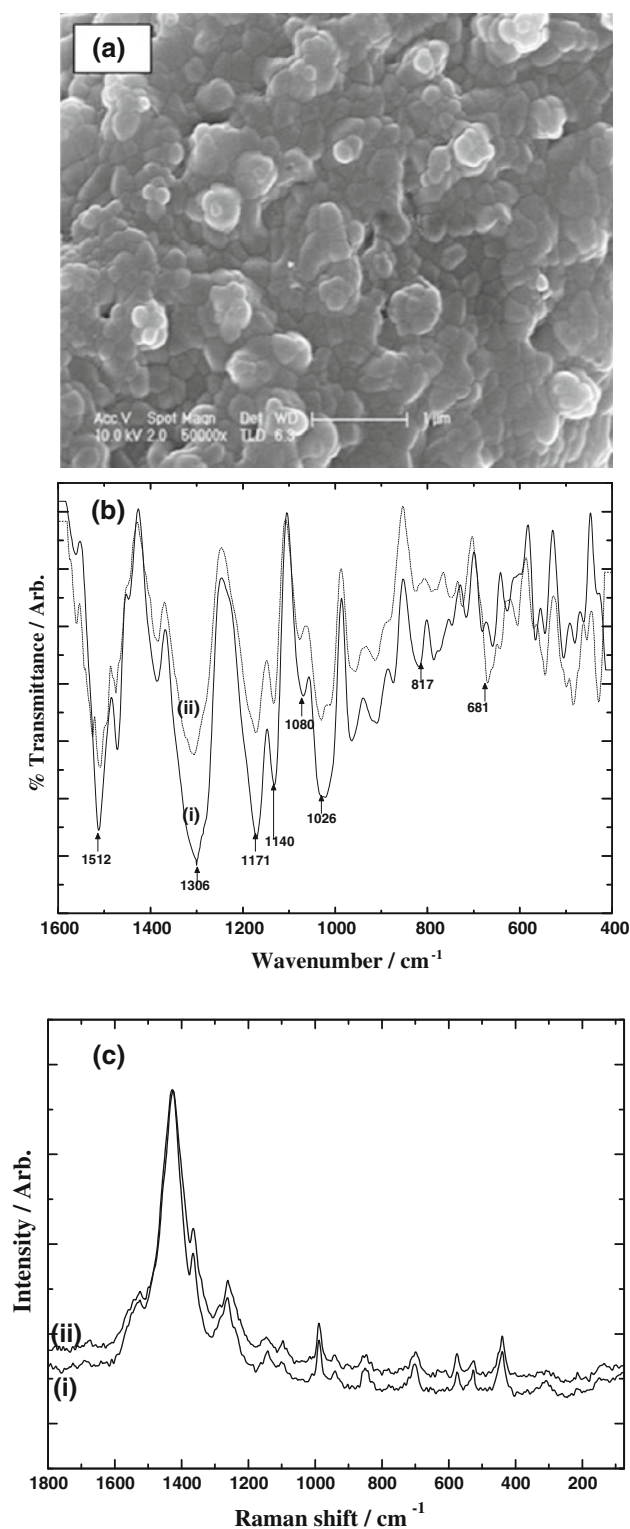 (a)
Acc.V Spot Magn Det WD 1 µm
10.0 kV 2.0 50000x TLD 6.3
(b)
% Transmittance / Arb.
(ii)
(i)
1512
1306
1171
1140
1080
1026
817
681
1600 1400 1200 1000 800 600 400
Wavenumber / cm⁻¹
(c)
Intensity / Arb.
(ii)
(i)
1800 1600 1400 1200 1000 800 600 400 200
Raman shift / cm⁻¹